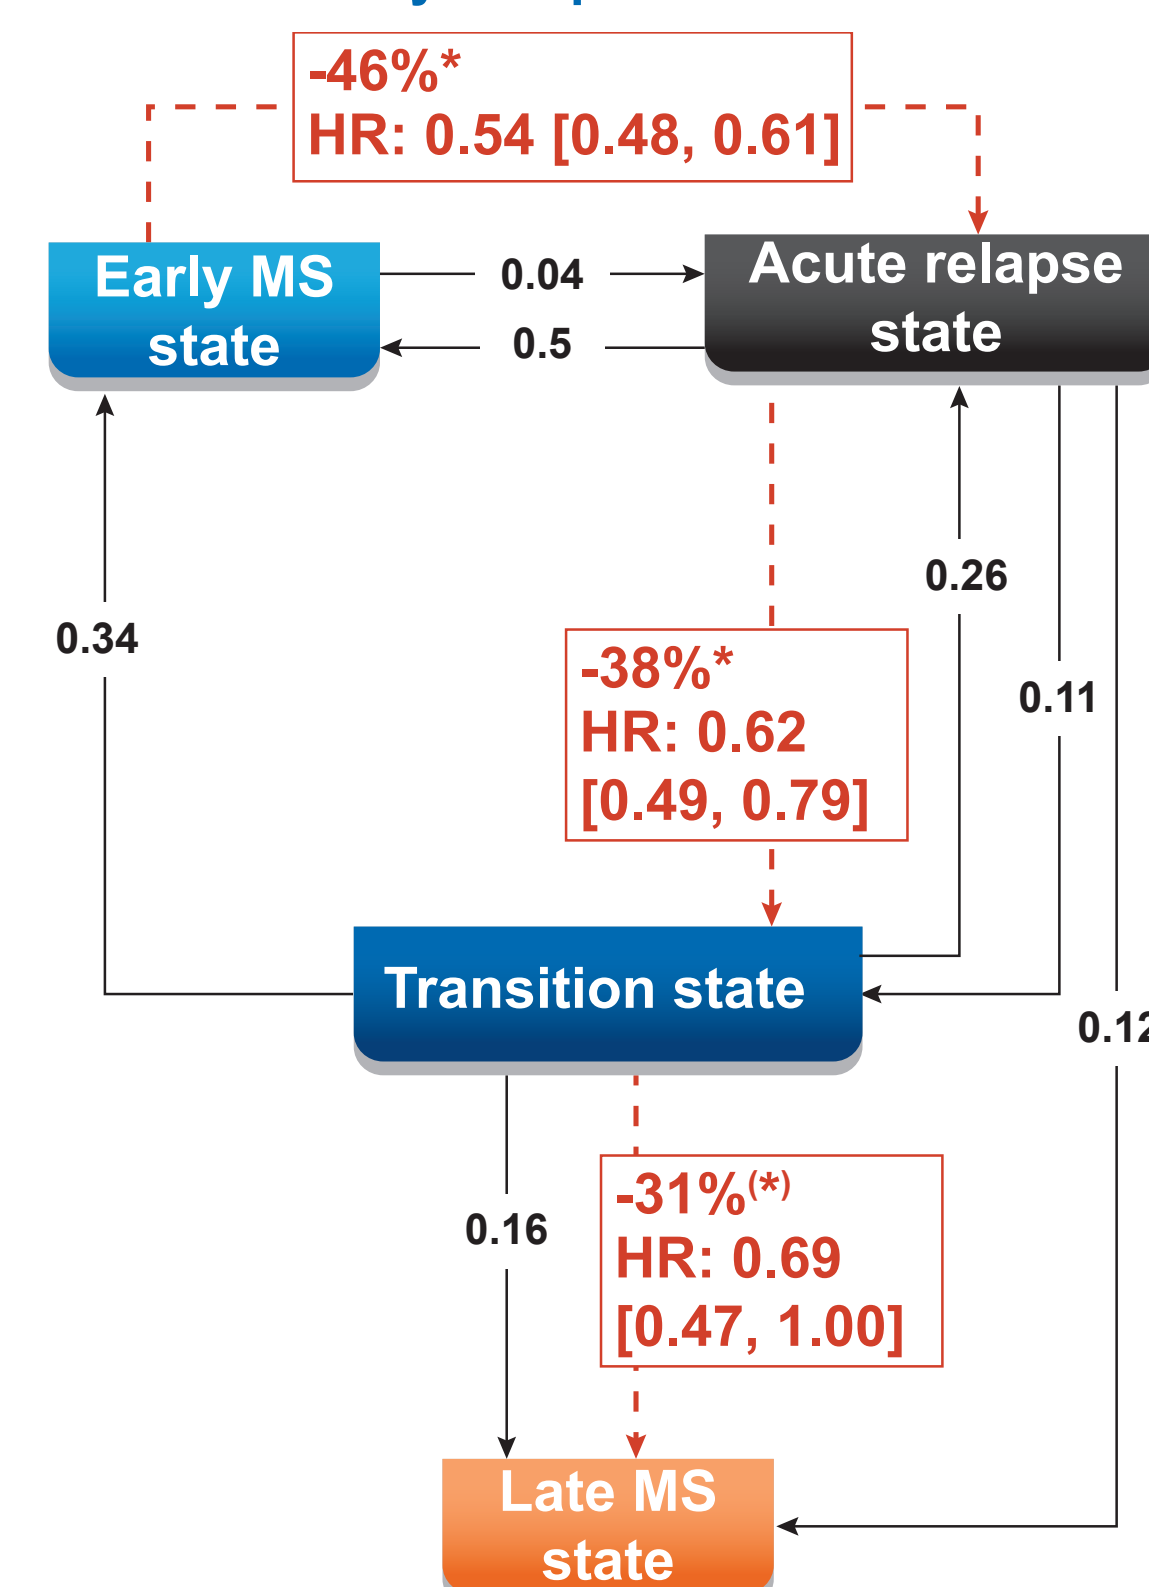 -46%*
HR: 0.54 [0.48, 0.61]
Early MS
state
0.04
0.5
Acute relapse
state
0.34
0.26
0.11
-38%*
HR: 0.62
[0.49, 0.79]
Transition state
0.12
0.16
-31%(*)
HR: 0.69
[0.47, 1.00]
Late MS
state